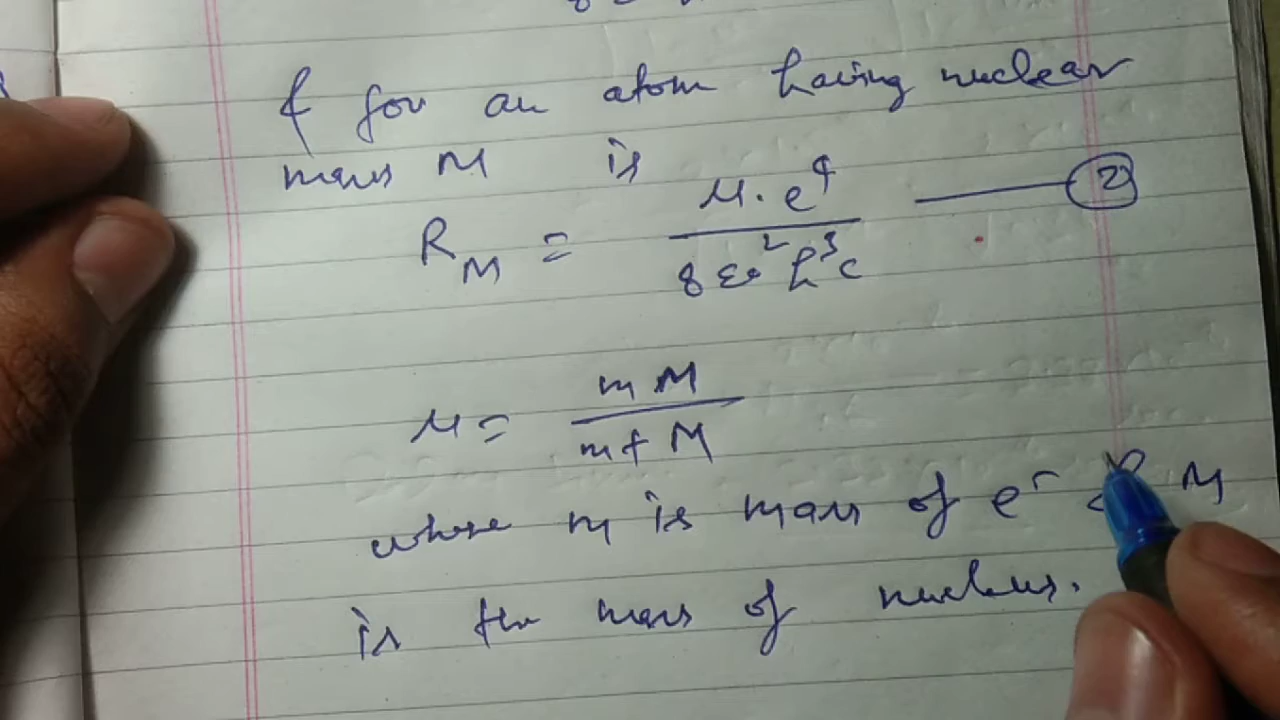 & for an atom having nuclear
mass M is
R_M = μ·e⁴ / 8ε₀²h³c —— ②
μ = mM / m+M
where m is mass of e⁻ & M
is the mass of nucleus.